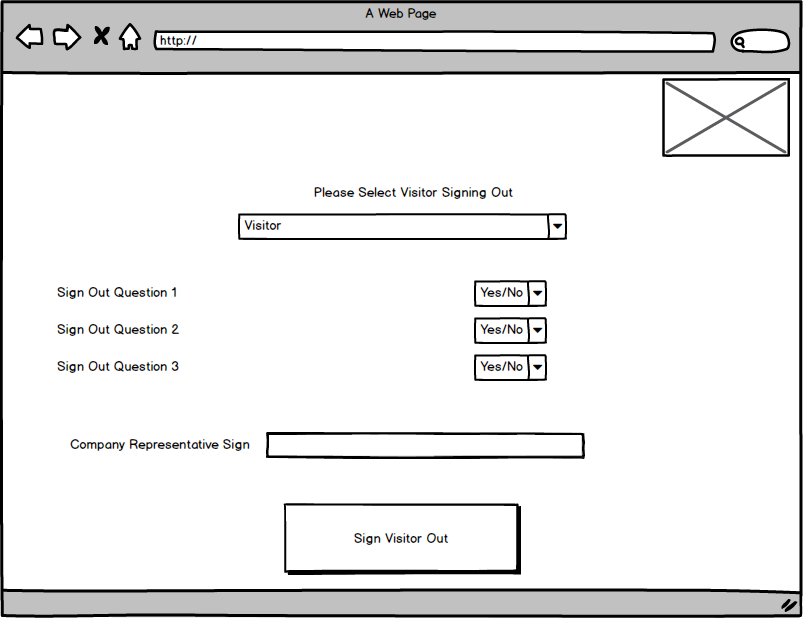 A Web Page
http://
Please Select Visitor Signing Out
Visitor
Sign Out Question 1 Yes/No
Sign Out Question 2 Yes/No
Sign Out Question 3 Yes/No
Company Representative Sign
Sign Visitor Out